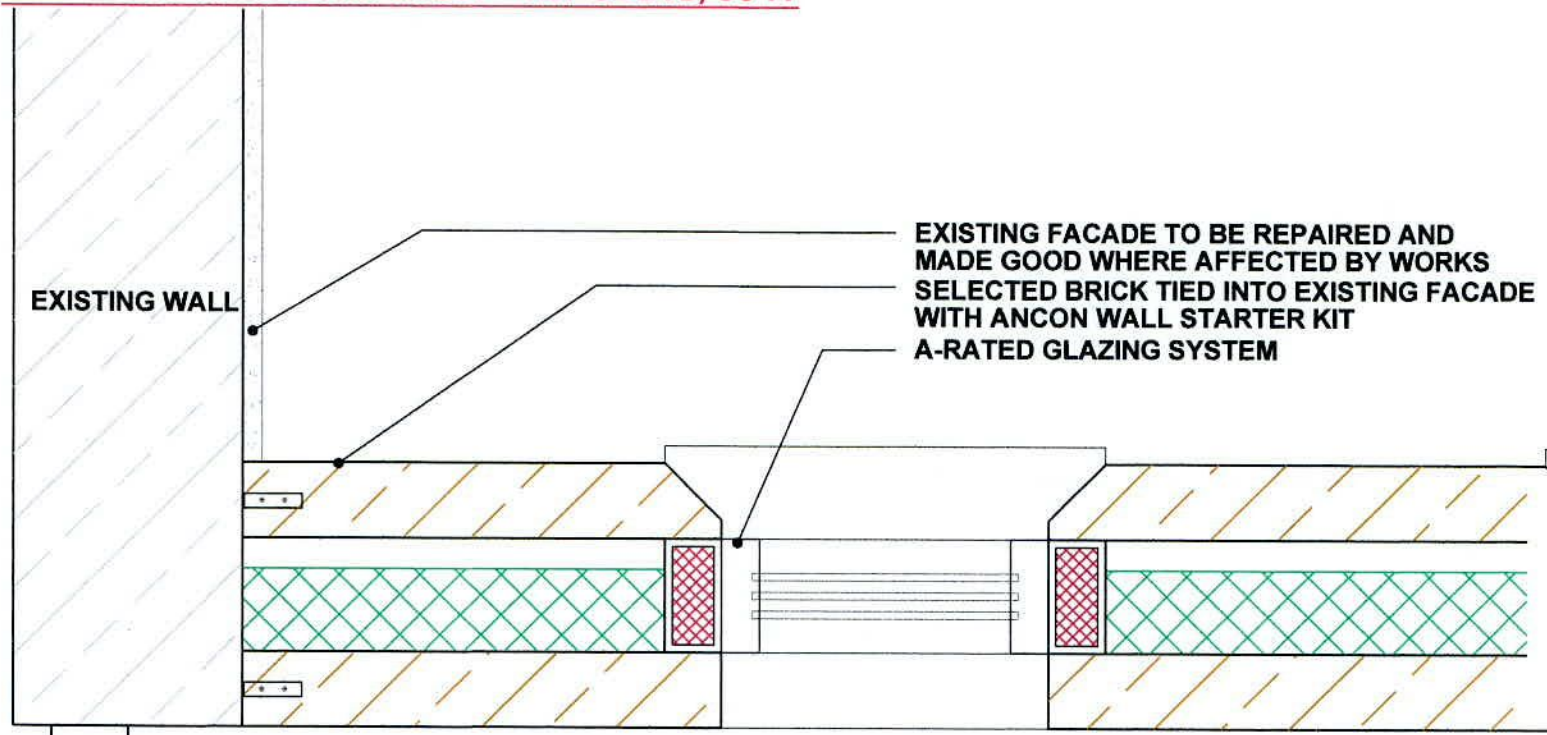 EXISTING FACADE TO BE REPAIRED AND
MADE GOOD WHERE AFFECTED BY WORKS
SELECTED BRICK TIED INTO EXISTING FACADE
WITH ANCON WALL STARTER KIT
A-RATED GLAZING SYSTEM
EXISTING WALL